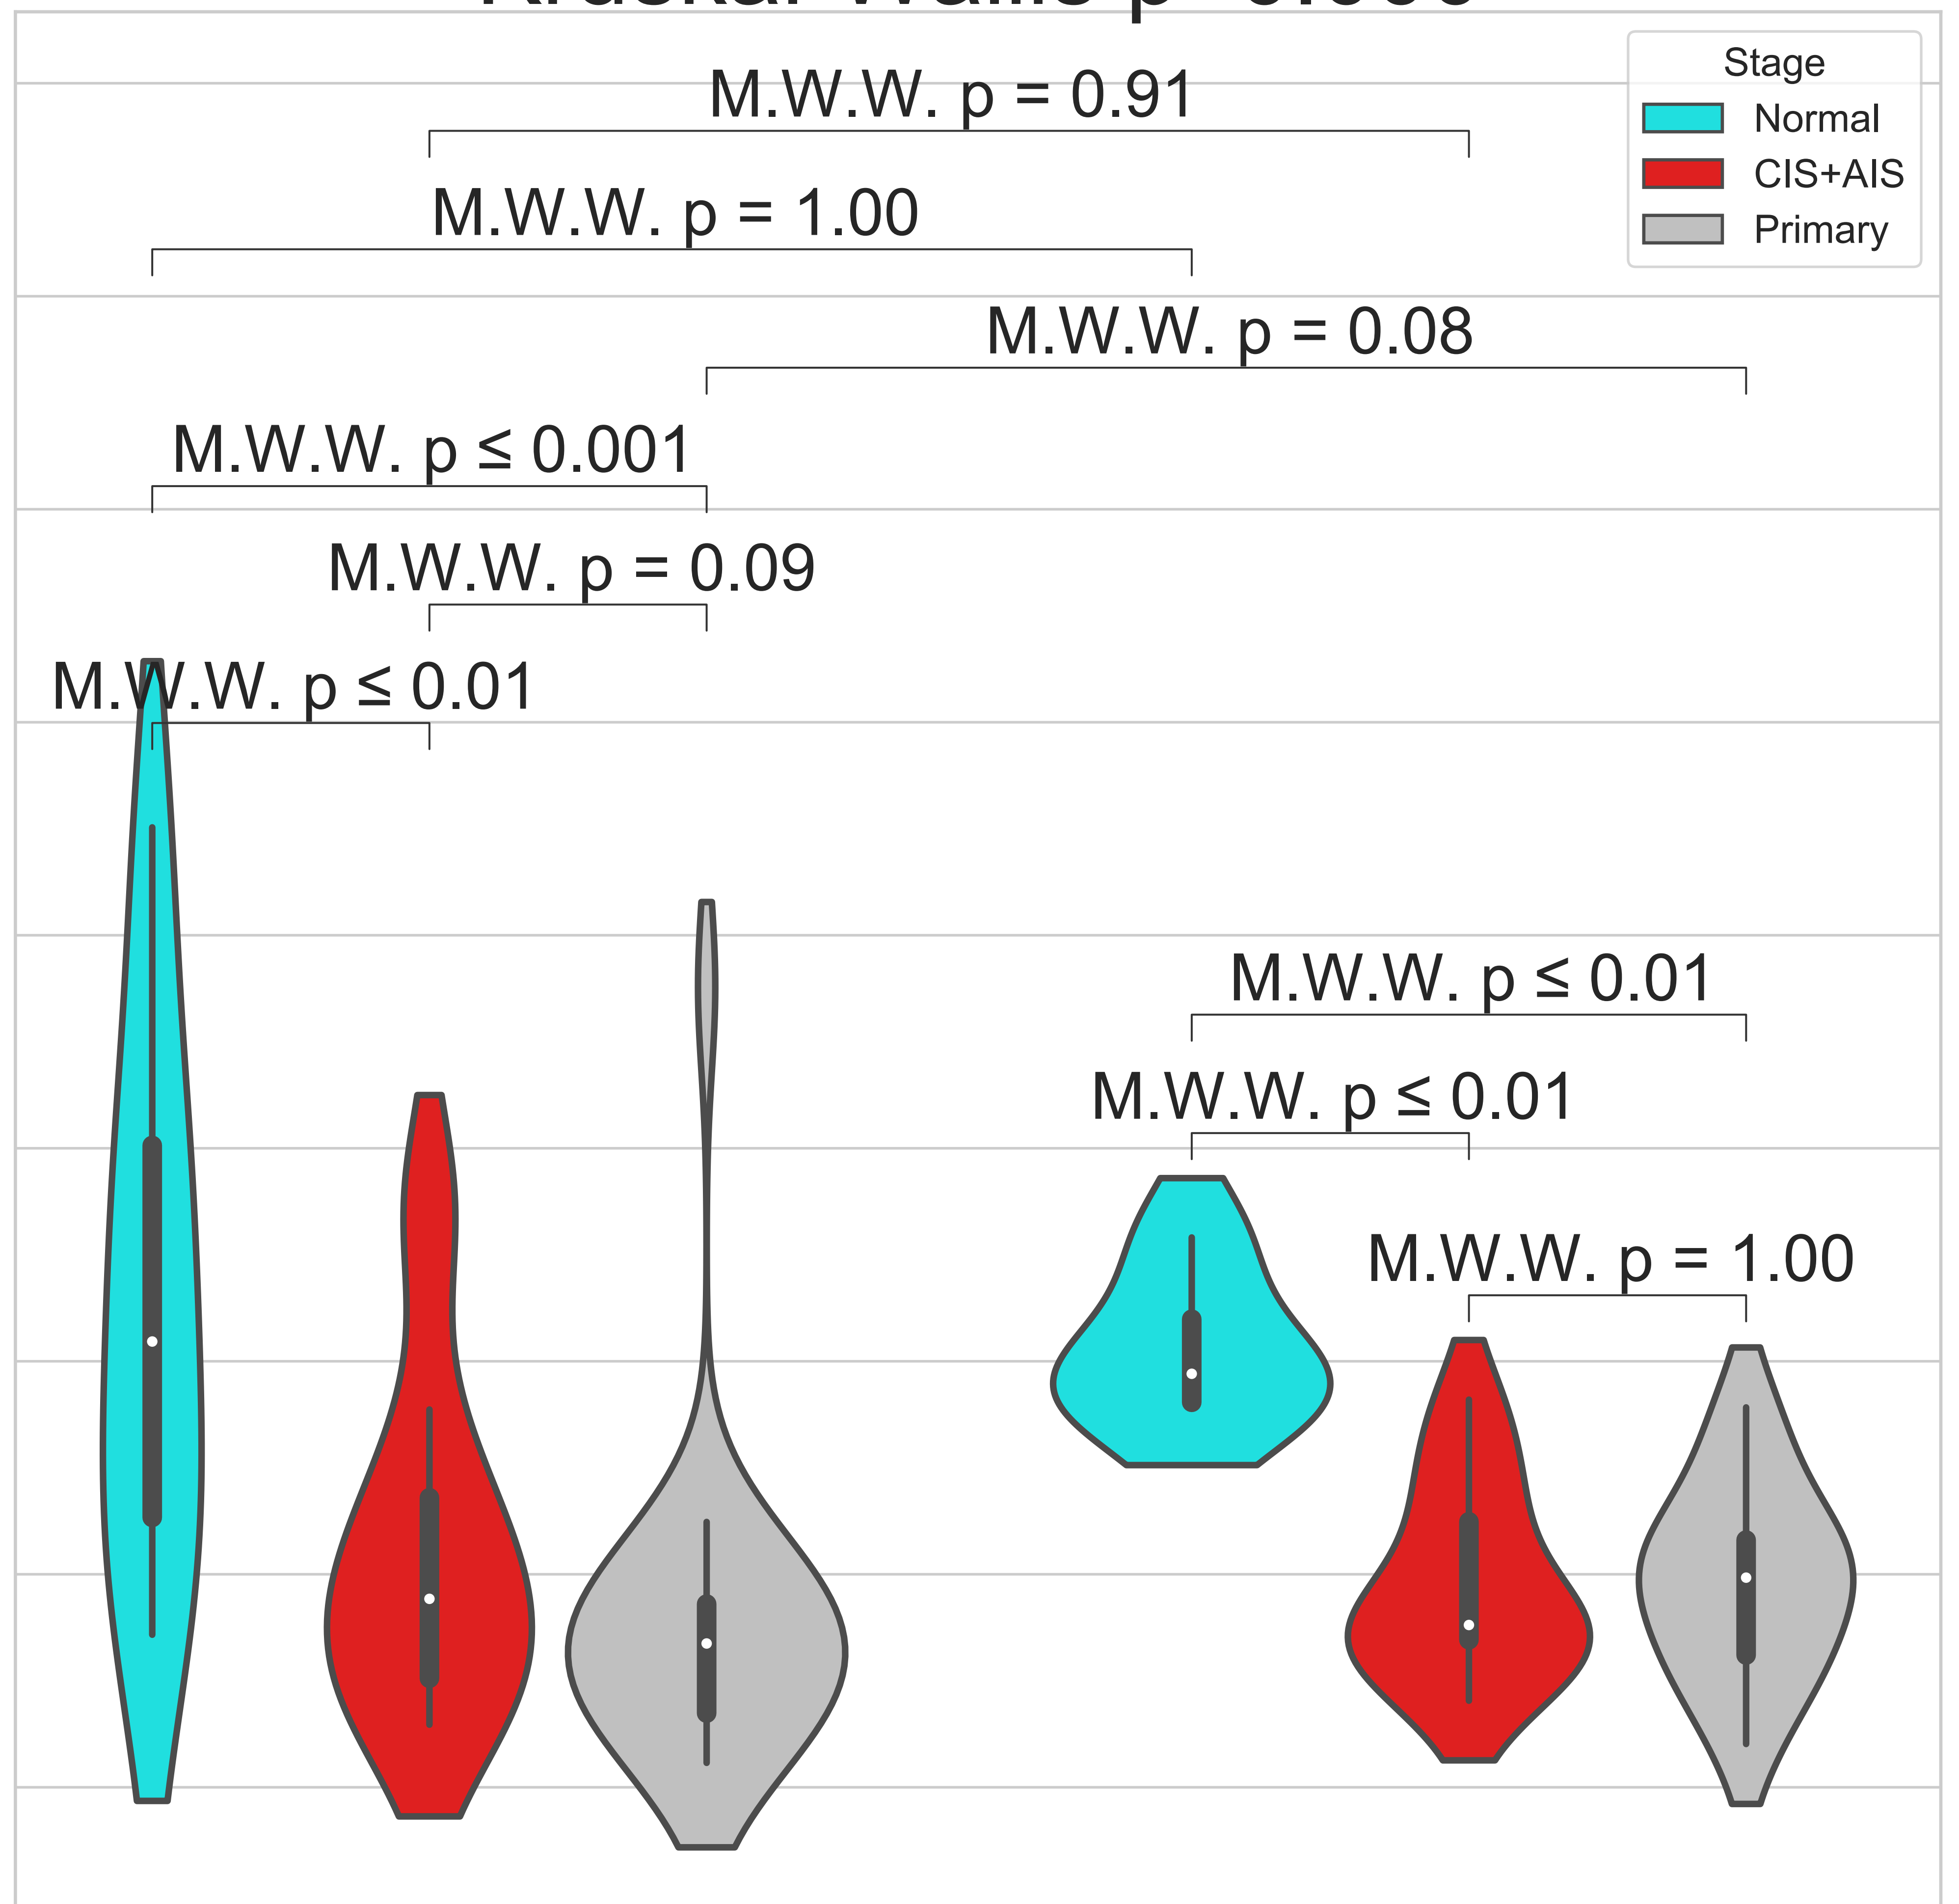 M.W.W. p = 0.91
M.W.W. p = 1.00
M.W.W. p = 0.08
M.W.W. p ≤ 0.001
M.W.W. p = 0.09
M.W.W. p ≤ 0.01
M.W.W. p ≤ 0.01
M.W.W. p ≤ 0.01
M.W.W. p = 1.00
Stage
Normal
CIS+AIS
Primary